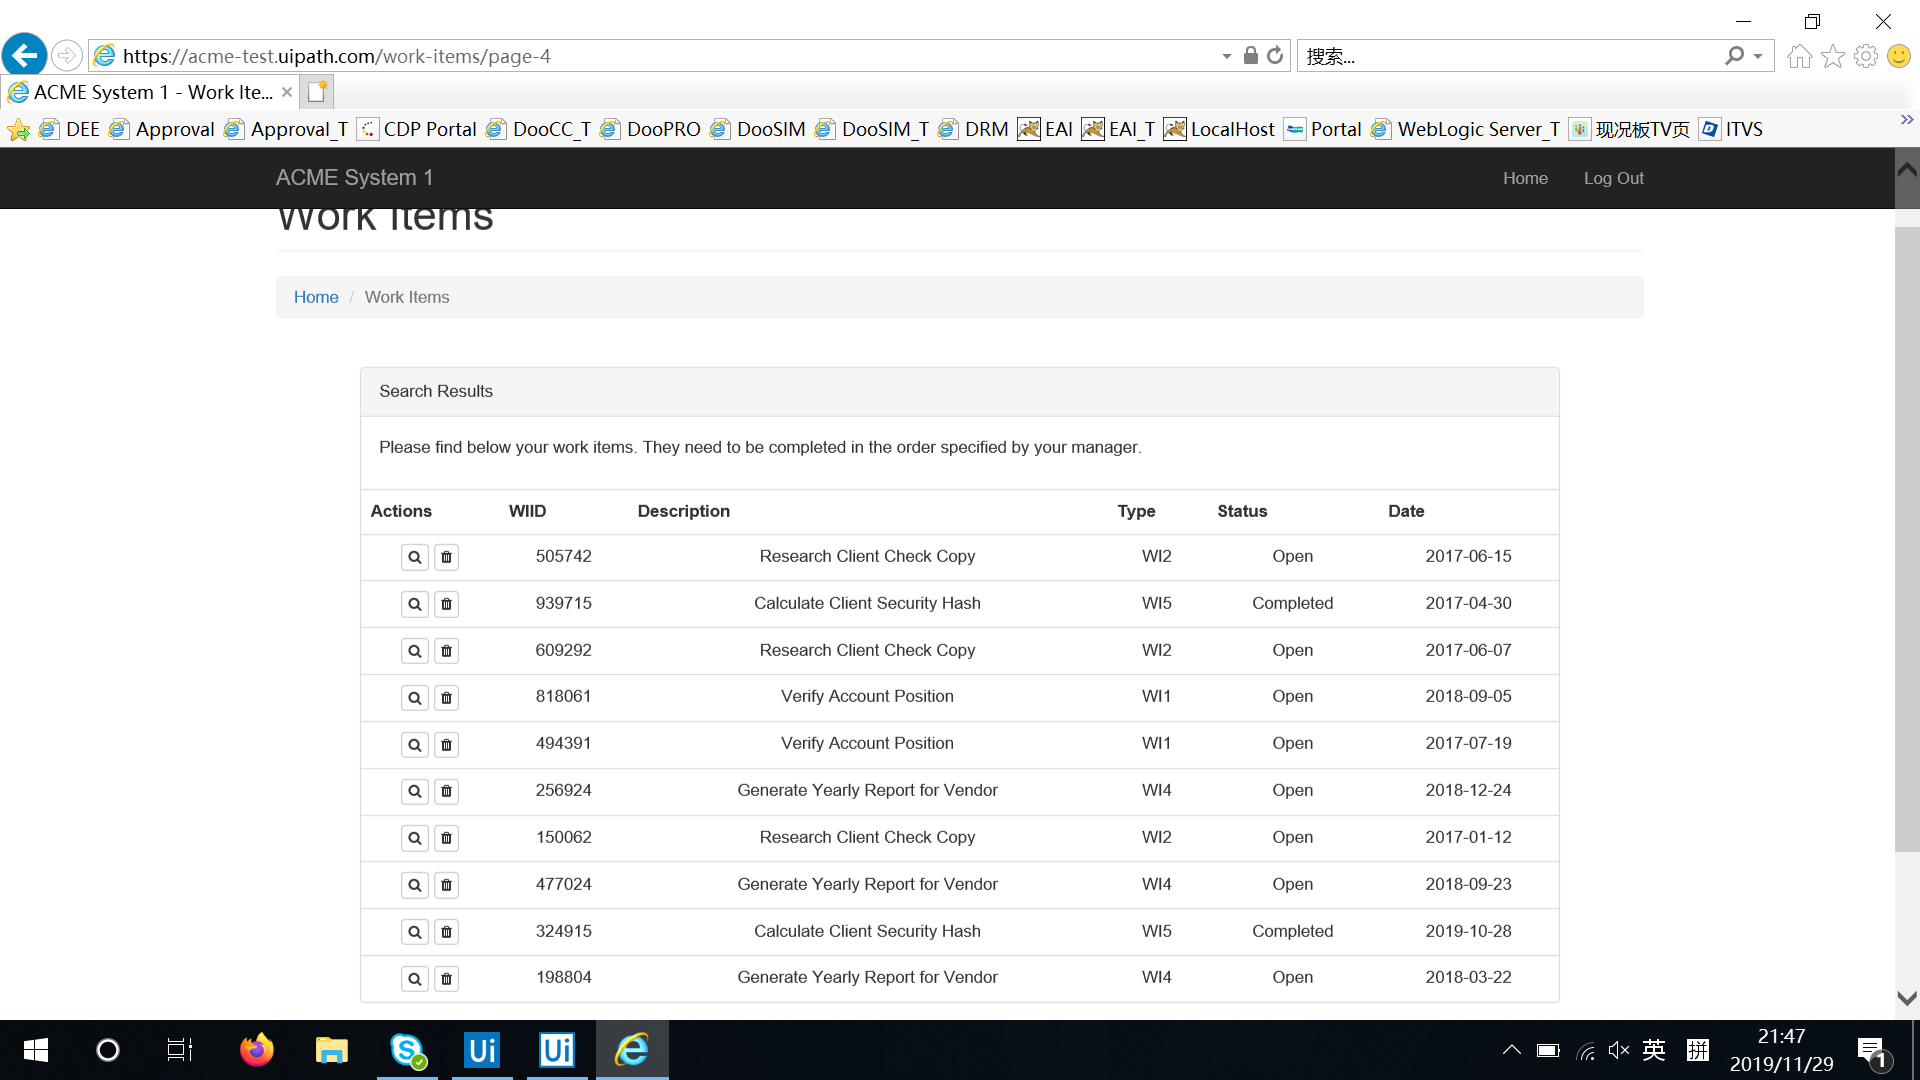 https://acme-test.uipath.com/work-items/page-4
搜索...
ACME System 1 - Work Ite...
DEE Approval Approval_T CDP Portal DooCC_T DooPRO DooSIM DooSIM_T DRM EAI EAI_T LocalHost Portal WebLogic Server_T 现况板TV页 ITVS
ACME System 1 Home Log Out
Work Items
Home / Work Items
Search Results
Please find below your work items. They need to be completed in the order specified by your manager.
Actions WIID Description Type Status Date
505742 Research Client Check Copy WI2 Open 2017-06-15
939715 Calculate Client Security Hash WI5 Completed 2017-04-30
609292 Research Client Check Copy WI2 Open 2017-06-07
818061 Verify Account Position WI1 Open 2018-09-05
494391 Verify Account Position WI1 Open 2017-07-19
256924 Generate Yearly Report for Vendor WI4 Open 2018-12-24
150062 Research Client Check Copy WI2 Open 2017-01-12
477024 Generate Yearly Report for Vendor WI4 Open 2018-09-23
324915 Calculate Client Security Hash WI5 Completed 2019-10-28
198804 Generate Yearly Report for Vendor WI4 Open 2018-03-22
Ui Ui 英 拼 21:47 1
2019/11/29